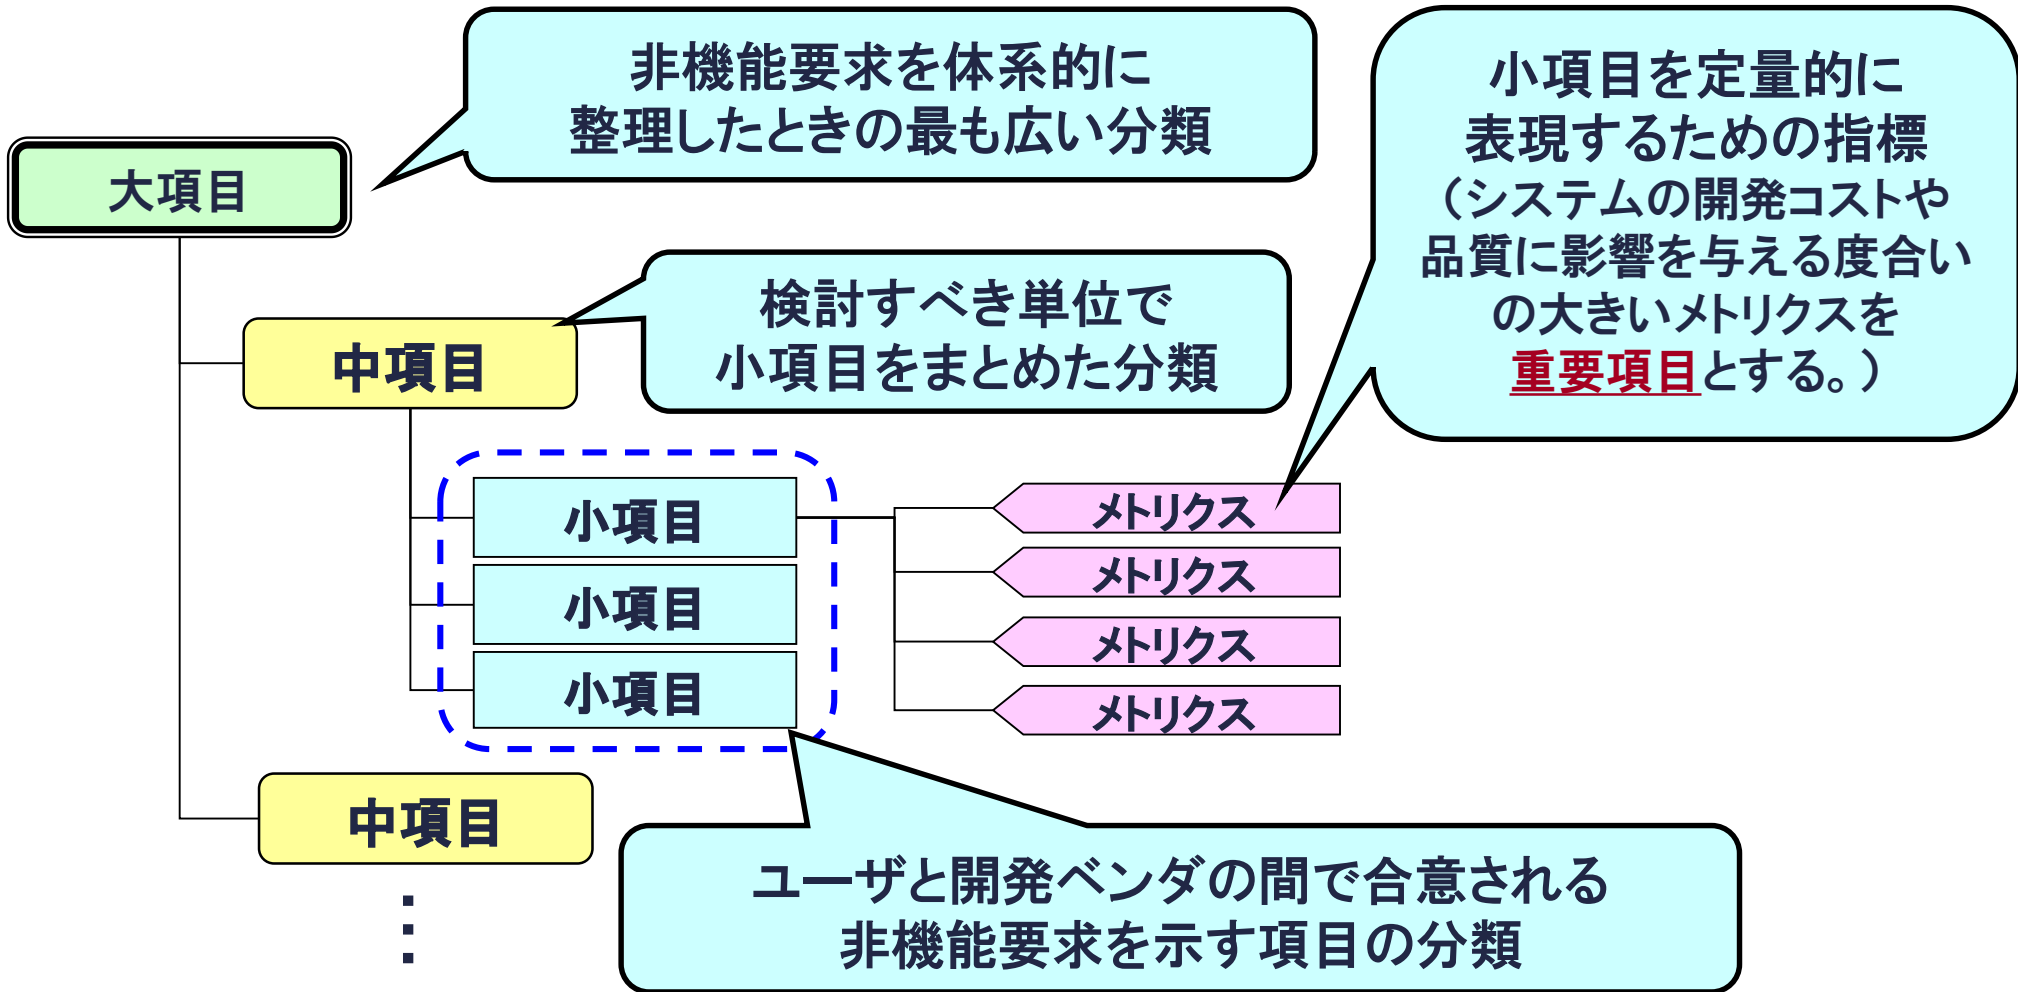 非機能要求を体系的に
整理したときの最も広い分類
小項目を定量的に
表現するための指標
（システムの開発コストや
品質に影響を与える度合い
の大きいメトリクスを
重要項目とする。）
大項目
検討すべき単位で
小項目をまとめた分類
中項目
小項目
小項目
小項目
メトリクス
メトリクス
メトリクス
メトリクス
中項目
ユーザと開発ベンダの間で合意される
非機能要求を示す項目の分類